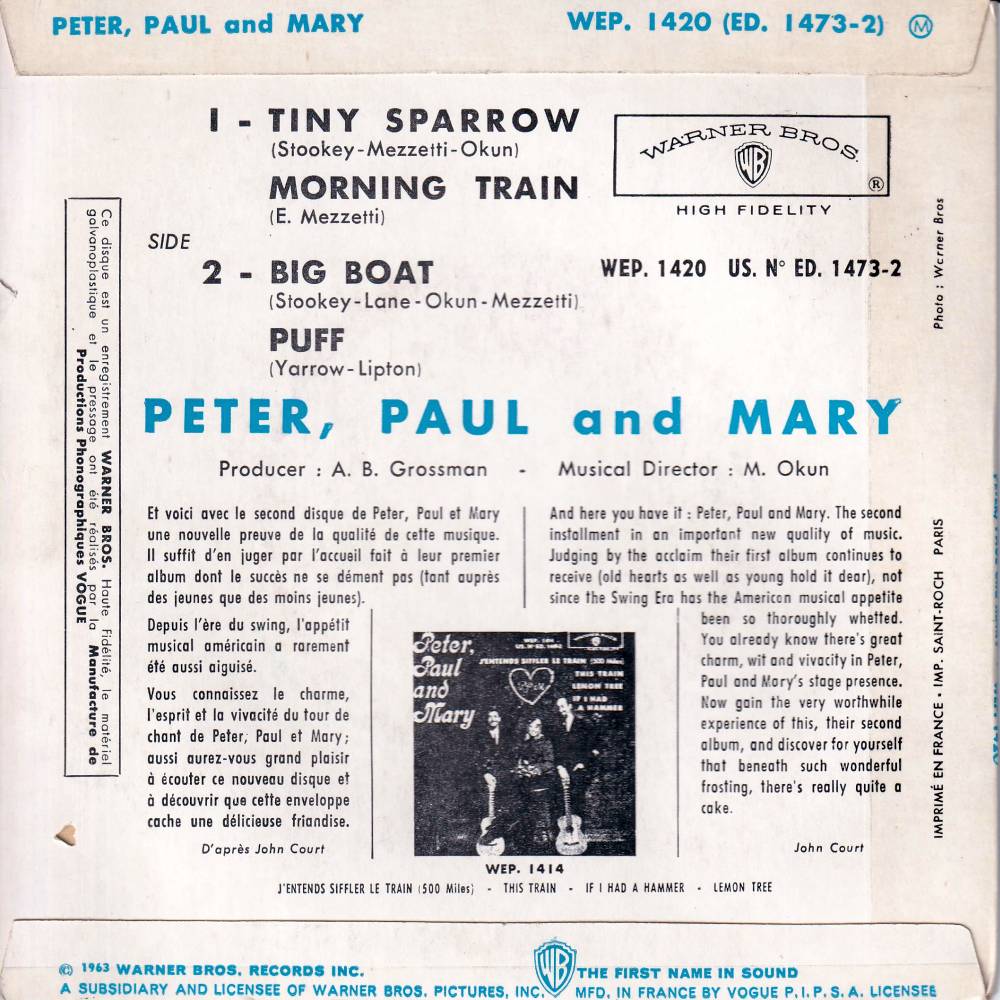 PETER, PAUL and MARY
WEP. 1420 (ED. 1473-2) M
1 - TINY SPARROW
(Stookey-Mezzetti-Okun)
MORNING TRAIN
(E. Mezzetti)
SIDE
2 - BIG BOAT
(Stookey-Lane-Okun-Mezzetti)
PUFF
(Yarrow-Lipton)
WARNER BROS.
WB
®
HIGH FIDELITY
WEP. 1420 US. N° ED. 1473-2
Photo : Warner Bros
Ce disque est un enregistrement WARNER BROS. Haute Fidélité, le matériel
galvanoplastique et le pressage ont été réalisés par la Manufacture de
Productions Phonographiques VOGUE
PETER, PAUL and MARY
Producer : A. B. Grossman - Musical Director : M. Okun
Et voici avec le second disque de Peter, Paul et Mary
une nouvelle preuve de la qualité de cette musique.
Il suffit d'en juger par l'accueil fait à leur premier
album dont le succès ne se dément pas (tant auprès
des jeunes que des moins jeunes).
Depuis l'ère du swing, l'appétit
musical américain a rarement
été aussi aiguisé.
Vous connaissez le charme,
l'esprit et la vivacité du tour de
chant de Peter, Paul et Mary;
aussi aurez-vous grand plaisir
à écouter ce nouveau disque et
à découvrir que cette enveloppe
cache une délicieuse friandise.
D'après John Court
And here you have it : Peter, Paul and Mary. The second
installment in an important new quality of music.
Judging by the acclaim their first album continues to
receive (old hearts as well as young hold it dear), not
since the Swing Era has the American musical appetite
been so thoroughly whetted.
You already know there's great
charm, wit and vivacity in Peter,
Paul and Mary's stage presence.
Now gain the very worthwhile
experience of this, their second
album, and discover for yourself
that beneath such wonderful
frosting, there's really quite a
cake.
John Court
Peter,
Paul
and
Mary
J'ENTENDS SIFFLER LE TRAIN (500 Miles)
THIS TRAIN
LEMON TREE
IF I HAD
A HAMMER
WEP. 1414
J'ENTENDS SIFFLER LE TRAIN (500 Miles) - THIS TRAIN - IF I HAD A HAMMER - LEMON TREE
IMPRIMÉ EN FRANCE • IMP. SAINT-ROCH PARIS
© 1963 WARNER BROS. RECORDS INC.
A SUBSIDIARY AND LICENSEE OF WARNER BROS. PICTURES, INC.
WB
THE FIRST NAME IN SOUND
MFD. IN FRANCE BY VOGUE P.I.P.S.A. LICENSEE